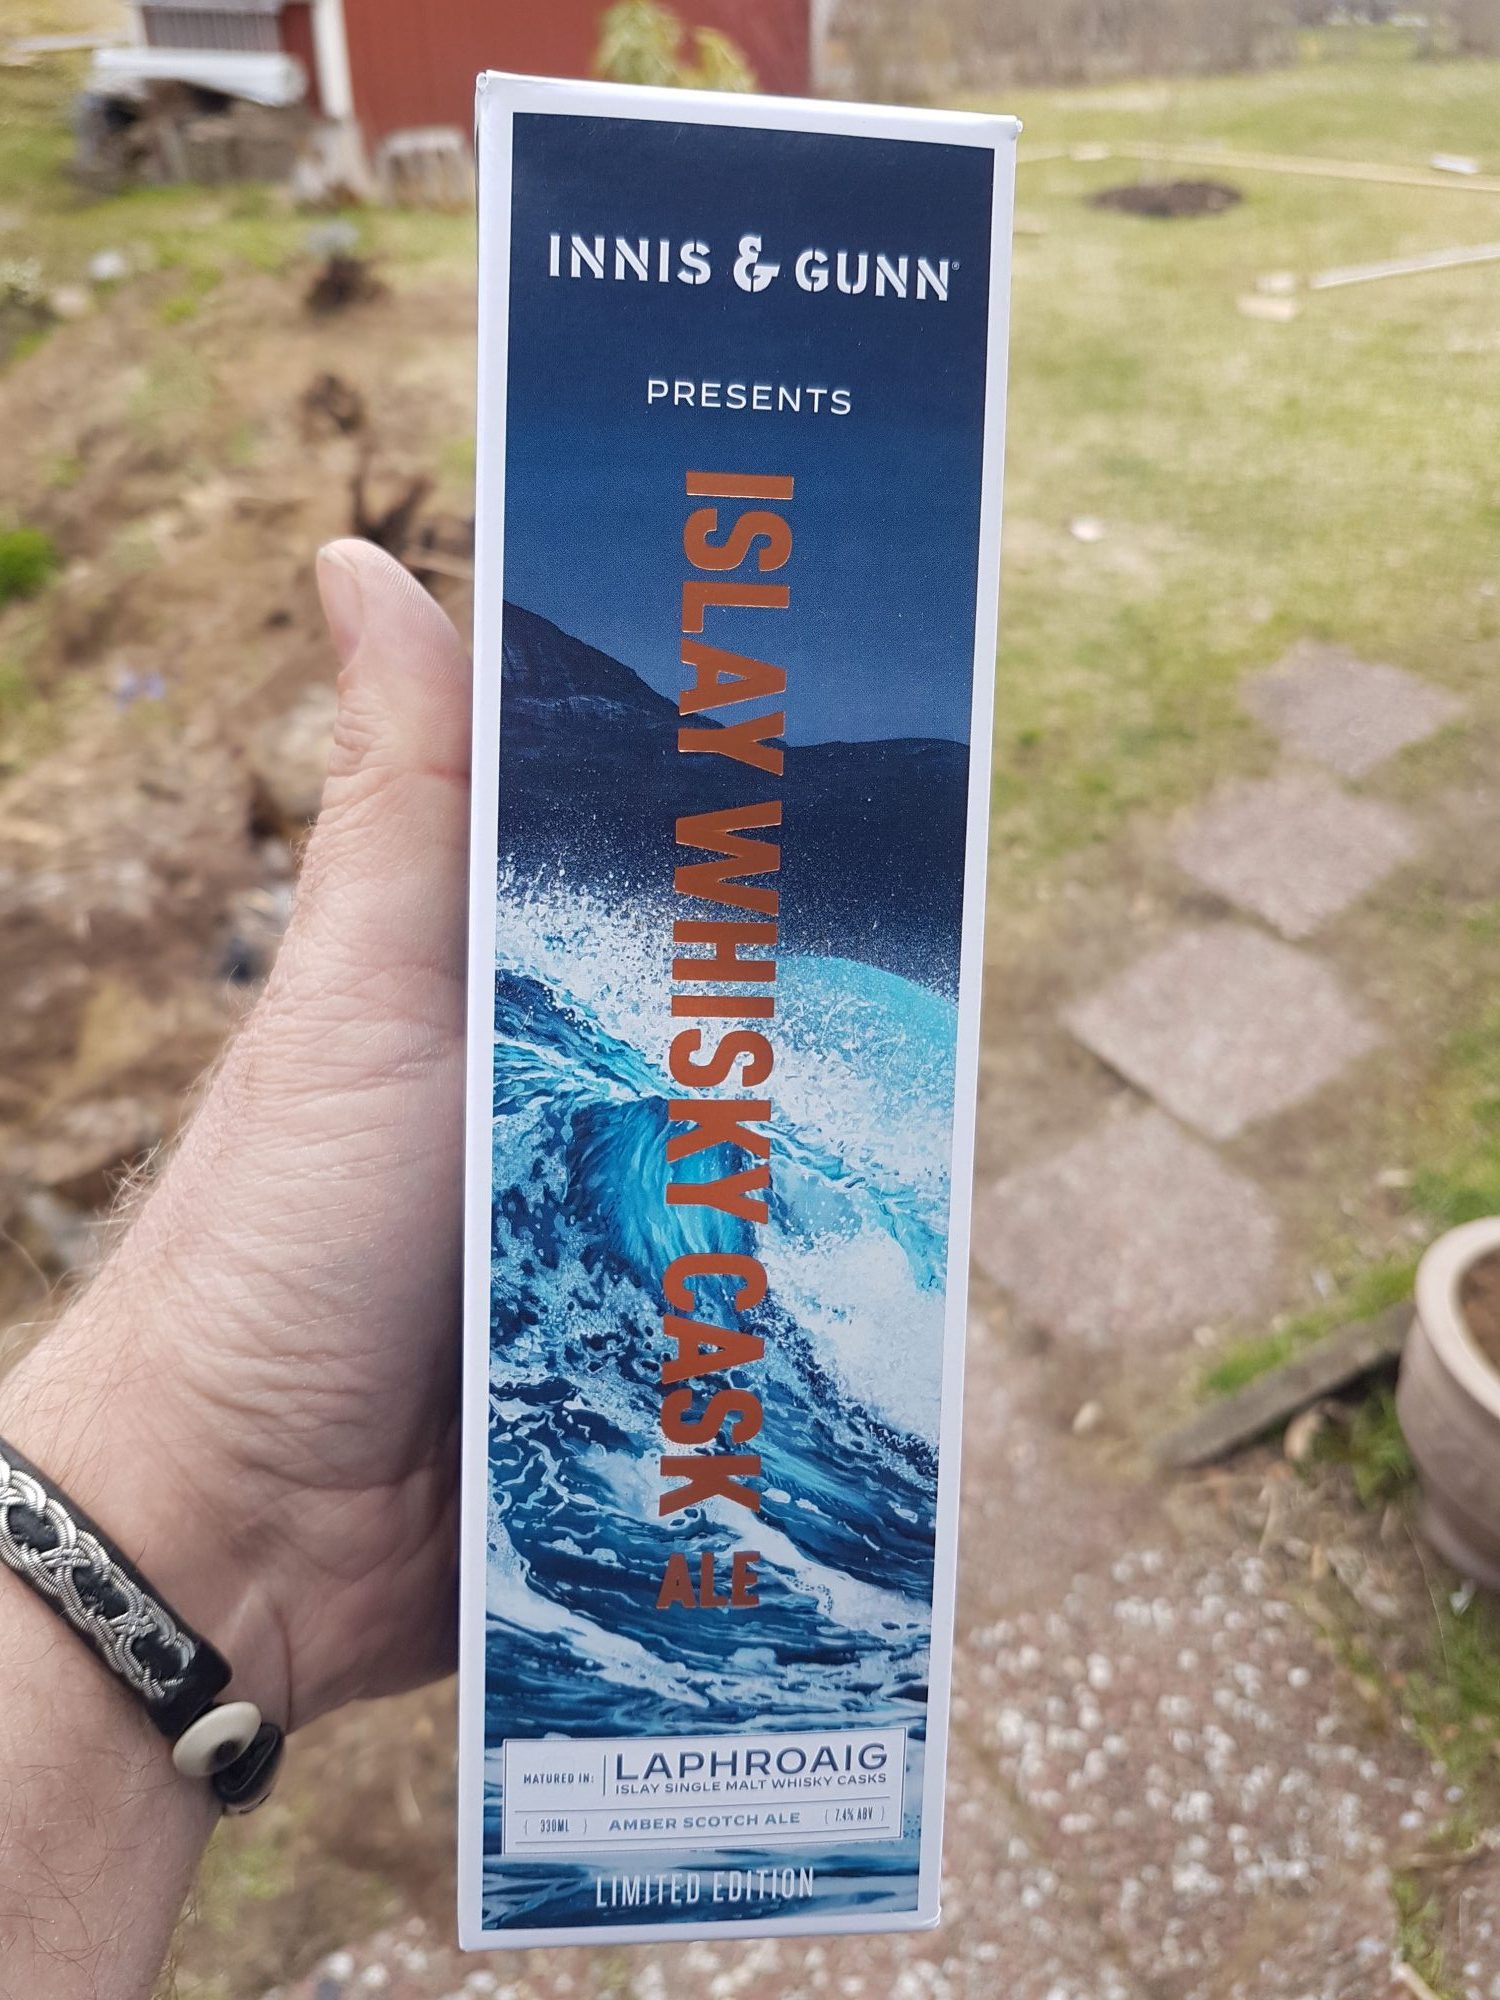 INNIS & GUNN®
PRESENTS
ISLAY WHISKY CASK
ALE
MATURED IN: LAPHROAIG
ISLAY SINGLE MALT WHISKY CASKS
( 330ML ) AMBER SCOTCH ALE ( 7.4% ABV )
LIMITED EDITION